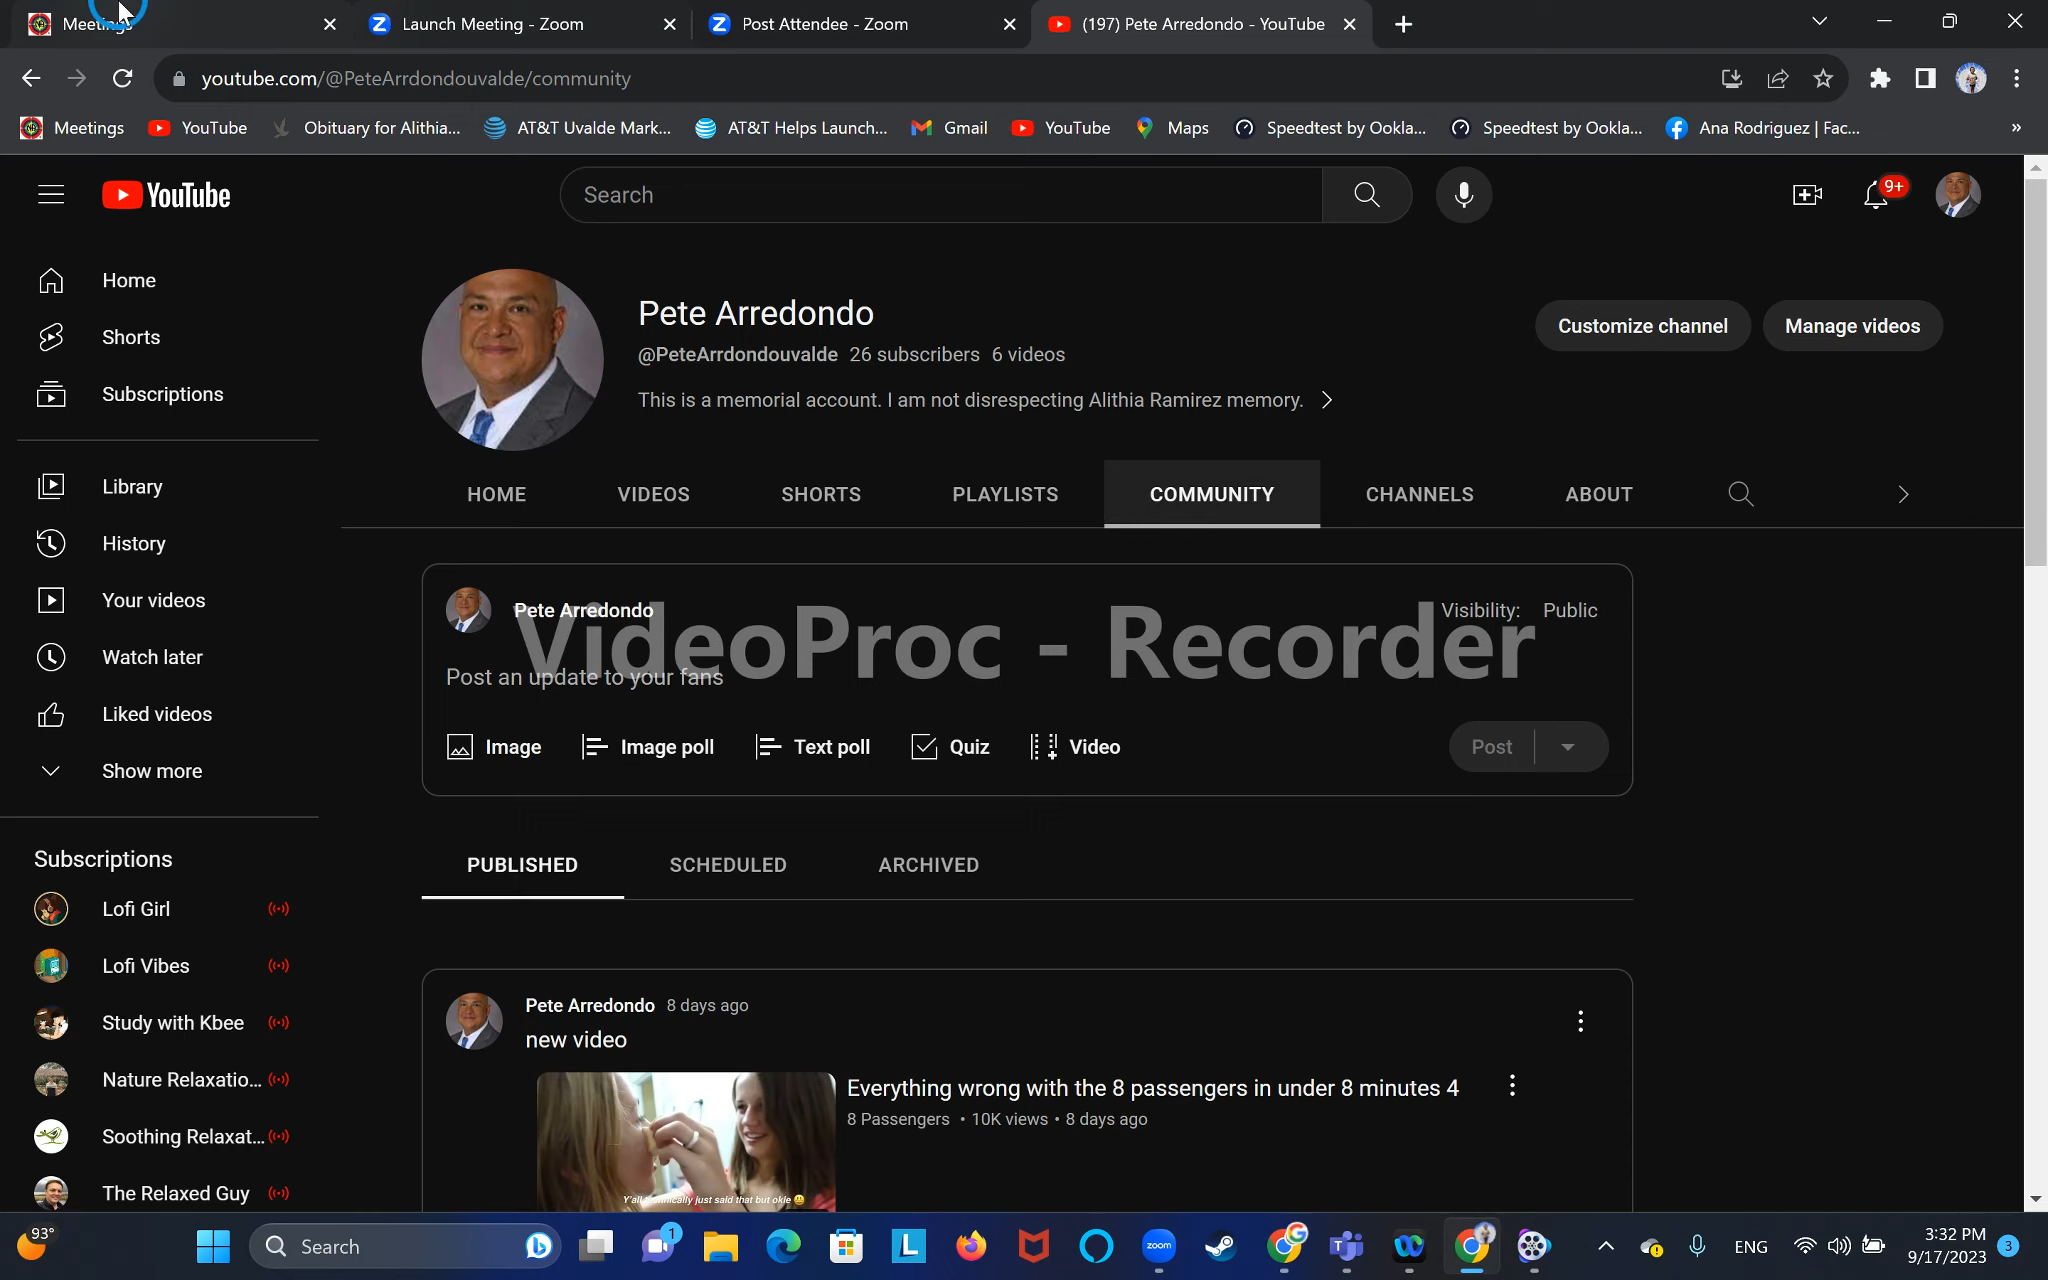 Meetings
Launch Meeting - Zoom
Post Attendee - Zoom
(197) Pete Arredondo - YouTube
youtube.com/@PeteArrdondouvalde/community
Meetings
YouTube
Obituary for Alithia...
AT&T Uvalde Mark...
AT&T Helps Launch...
Gmail
YouTube
Maps
Speedtest by Ookla...
Speedtest by Ookla...
Ana Rodriguez | Fac...
»
YouTube
Search
9+
Home
Shorts
Subscriptions
Library
History
Your videos
Watch later
Liked videos
Show more
Subscriptions
Lofi Girl
Lofi Vibes
Study with Kbee
Nature Relaxatio...
Soothing Relaxat...
The Relaxed Guy
Pete Arredondo
@PeteArrdondouvalde 26 subscribers 6 videos
This is a memorial account. I am not disrespecting Alithia Ramirez memory.
Customize channel
Manage videos
HOME
VIDEOS
SHORTS
PLAYLISTS
COMMUNITY
CHANNELS
ABOUT
Pete Arredondo
Visibility: Public
VideoProc - Recorder
Post an update to your fans
Image
Image poll
Text poll
Quiz
Video
Post
PUBLISHED
SCHEDULED
ARCHIVED
Pete Arredondo 8 days ago
new video
Everything wrong with the 8 passengers in under 8 minutes 4
8 Passengers • 10K views • 8 days ago
just said that but okie
93°
Search
1
L
zoom
ENG
3:32 PM
9/17/2023
3